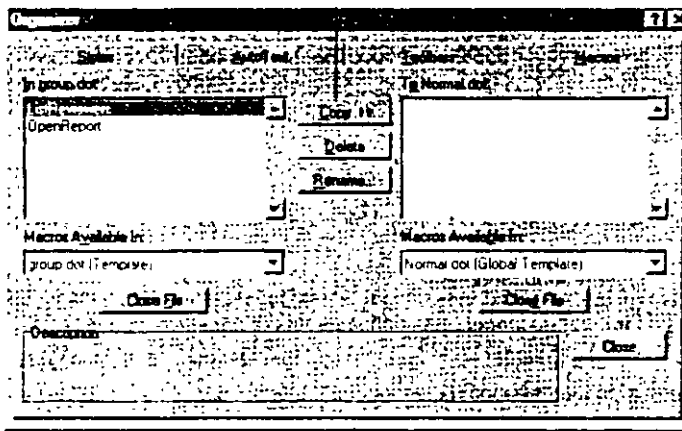 Organizer
Styles AutoText Toolbars Macros
In group.dot: To Normal.dot:
OpenReport
Copy >>
Delete
Rename...
Macros Available In: Macros Available In:
group.dot (Template) Normal.dot (Global Template)
Close File Close File
Description
Close